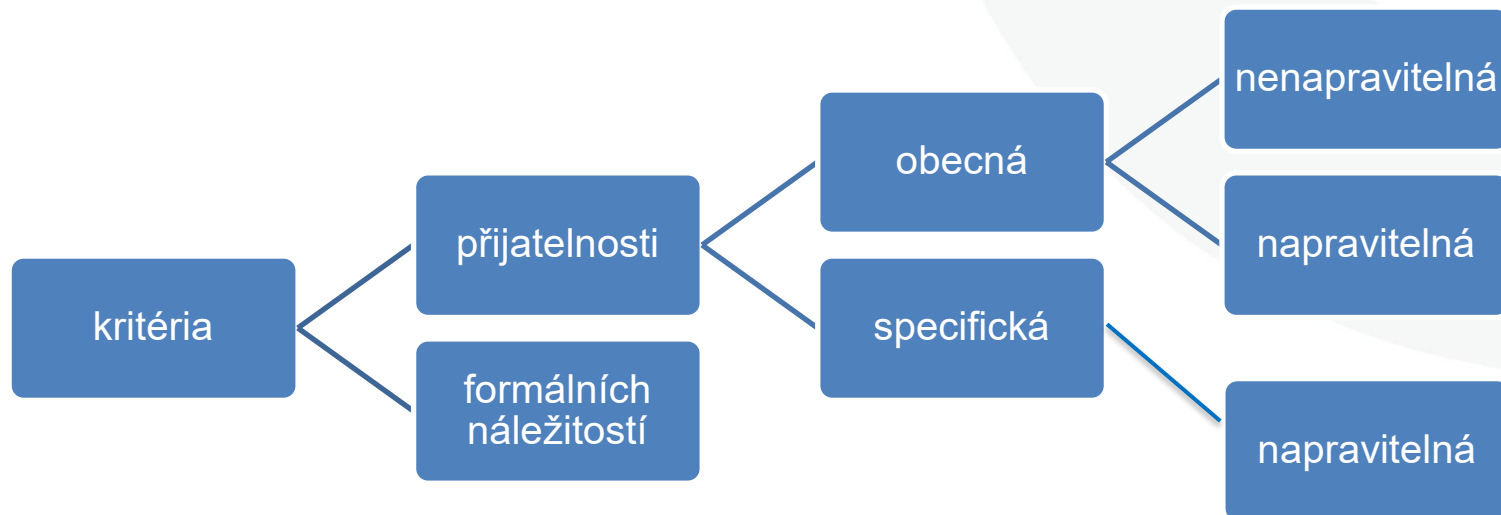 kritéria
přijatelnosti
formálních
náležitostí
obecná
specifická
nenapravitelná
napravitelná
napravitelná